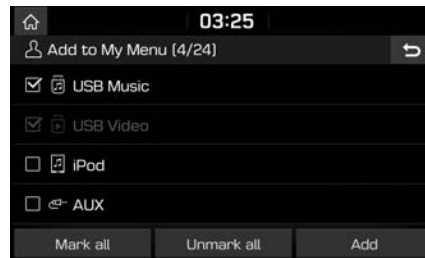 03:25
Add to My Menu (4/24)
USB Music
USB Video
iPod
AUX
Mark all Unmark all Add